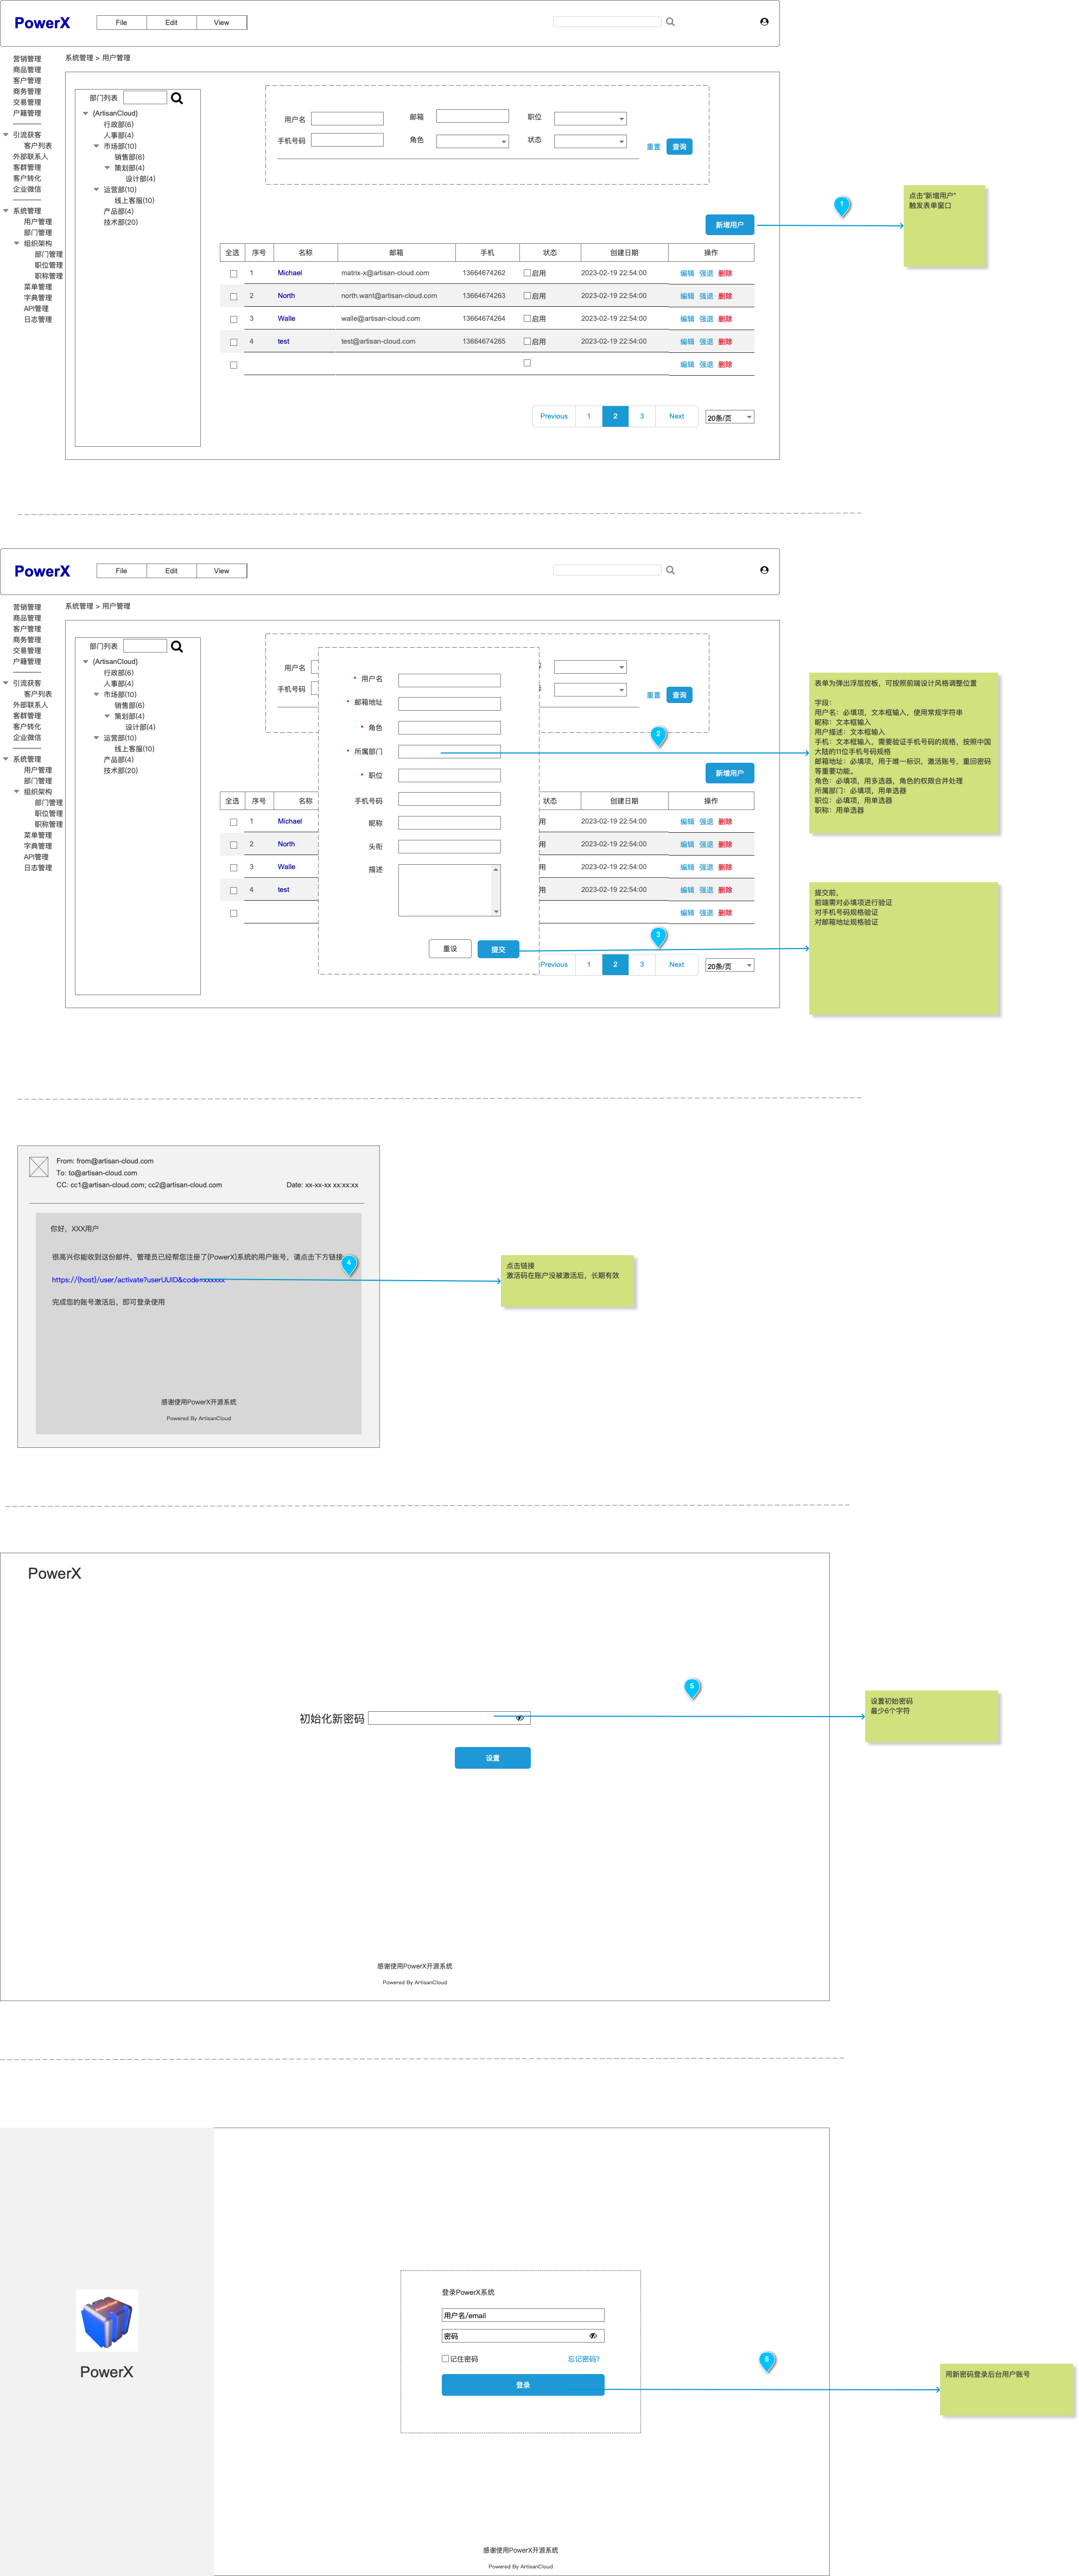 PowerX
File Edit View
系统管理 > 用户管理
营销管理
商品管理
客户管理
商务管理
交易管理
户籍管理
引流获客
客户列表
外部联系人
客群管理
客户转化
企业微信
系统管理
用户管理
部门管理
组织架构
部门管理
职位管理
职称管理
菜单管理
字典管理
API管理
日志管理
部门列表
{ArtisanCloud}
行政部(6)
人事部(4)
市场部(10)
销售部(6)
策划部(4)
设计部(4)
运营部(10)
线上客服(10)
产品部(4)
技术部(20)
用户名 邮箱 职位
手机号码 角色 状态 重置 查询
新增用户
1
点击"新增用户"
触发表单窗口
全选 序号 名称 邮箱 手机 状态 创建日期 操作
1 Michael matrix-x@artisan-cloud.com 13664674262 启用 2023-02-19 22:54:00 编辑 强退 删除
2 North north.want@artisan-cloud.com 13664674263 启用 2023-02-19 22:54:00 编辑 强退 删除
3 Walle walle@artisan-cloud.com 13664674264 启用 2023-02-19 22:54:00 编辑 强退 删除
4 test test@artisan-cloud.com 13664674265 启用 2023-02-19 22:54:00 编辑 强退 删除
编辑 强退 删除
Previous 1 2 3 Next 20条/页
PowerX
File Edit View
系统管理 > 用户管理
营销管理
商品管理
客户管理
商务管理
交易管理
户籍管理
引流获客
客户列表
外部联系人
客群管理
客户转化
企业微信
系统管理
用户管理
部门管理
组织架构
部门管理
职位管理
职称管理
菜单管理
字典管理
API管理
日志管理
部门列表
{ArtisanCloud}
行政部(6)
人事部(4)
市场部(10)
销售部(6)
策划部(4)
设计部(4)
运营部(10)
线上客服(10)
产品部(4)
技术部(20)
用户名
手机号码 重置 查询
新增用户
全选 序号 名称 状态 创建日期 操作
1 Michael 用 2023-02-19 22:54:00 编辑 强退 删除
2 North 用 2023-02-19 22:54:00 编辑 强退 删除
3 Walle 用 2023-02-19 22:54:00 编辑 强退 删除
4 test 用 2023-02-19 22:54:00 编辑 强退 删除
编辑 强退 删除
Previous 1 2 3 Next 20条/页
* 用户名
* 邮箱地址
* 角色
* 所属部门
* 职位
手机号码
昵称
头衔
描述
重设 提交
2
表单为弹出浮层控板，可按照前端设计风格调整位置
字段：
用户名：必填项，文本框输入，使用常规字符串
昵称：文本框输入
用户描述：文本框输入
手机：文本框输入，需要验证手机号码的规格，按照中国
大陆的11位手机号码规格
邮箱地址：必填项，用于唯一标识，激活账号，重回密码
等重要功能。
角色：必填项，用多选器，角色的权限合并处理
所属部门：必填项，用单选器
职位：必填项，用单选器
职称：用单选器
3
提交前，
前端需对必填项进行验证
对手机号码规格验证
对邮箱地址规格验证
From: from@artisan-cloud.com
To: to@artisan-cloud.com
CC: cc1@artisan-cloud.com; cc2@artisan-cloud.com Date: xx-xx-xx xx:xx:xx
你好，XXX用户
很高兴你能收到这份邮件，管理员已经帮您注册了{PowerX}系统的用户账号，请点击下方链接
https://{host}/user/activate?userUUID&code=xxxxxx
完成您的账号激活后，即可登录使用
感谢使用PowerX开源系统
Powered By ArtisanCloud
4
点击链接
激活码在账户没被激活后，长期有效
PowerX
初始化新密码
设置
感谢使用PowerX开源系统
Powered By ArtisanCloud
5
设置初始密码
最少6个字符
PowerX
登录PowerX系统
用户名/email
密码
记住密码 忘记密码?
登录
感谢使用PowerX开源系统
Powered By ArtisanCloud
6
用新密码登录后台用户账号